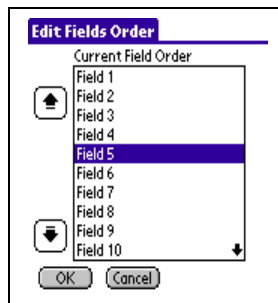 Edit Fields Order
Current Field Order
Field 1
Field 2
Field 3
Field 4
Field 5
Field 6
Field 7
Field 8
Field 9
Field 10
OK
Cancel